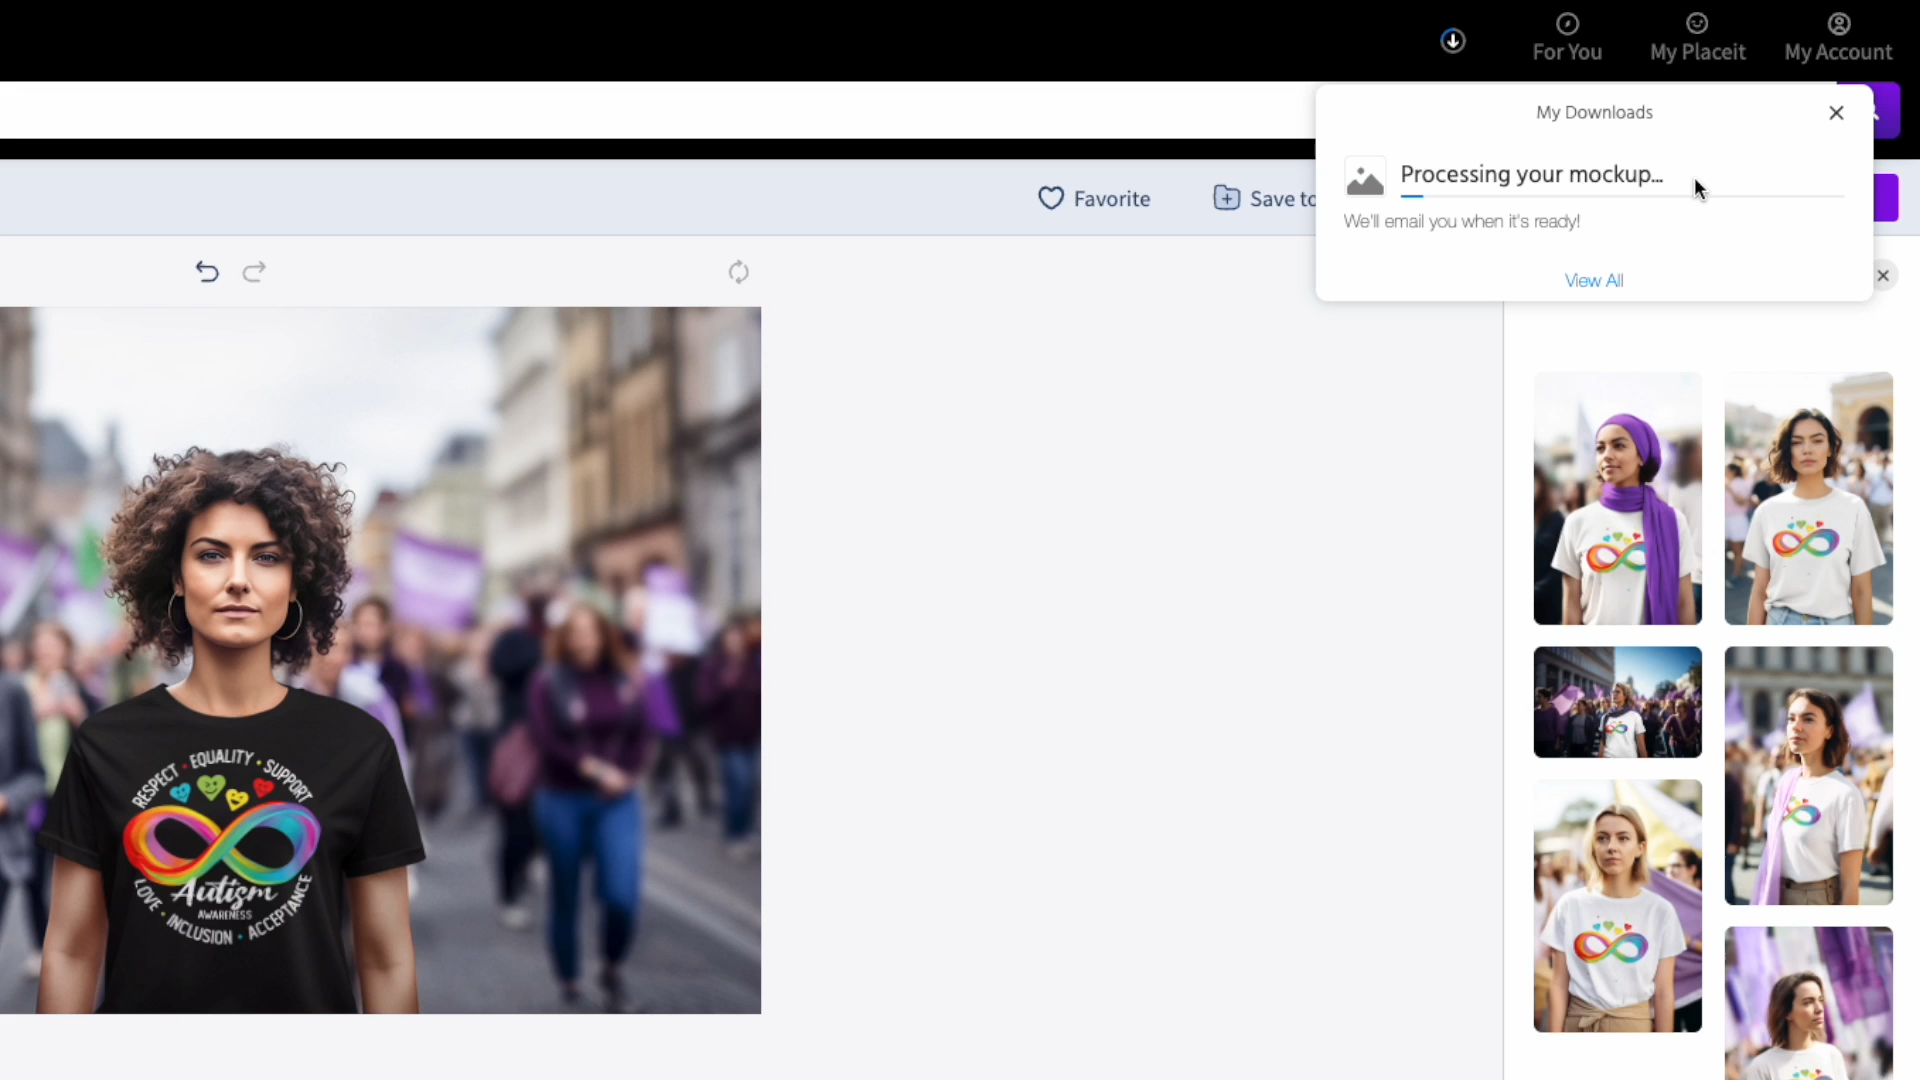 For You
My Placeit
My Account
My Downloads
Processing your mockup...
We'll email you when it's ready!
View All
Favorite
Save to
RESPECT • EQUALITY • SUPPORT
Autism
AWARENESS
LOVE • INCLUSION • ACCEPTANCE